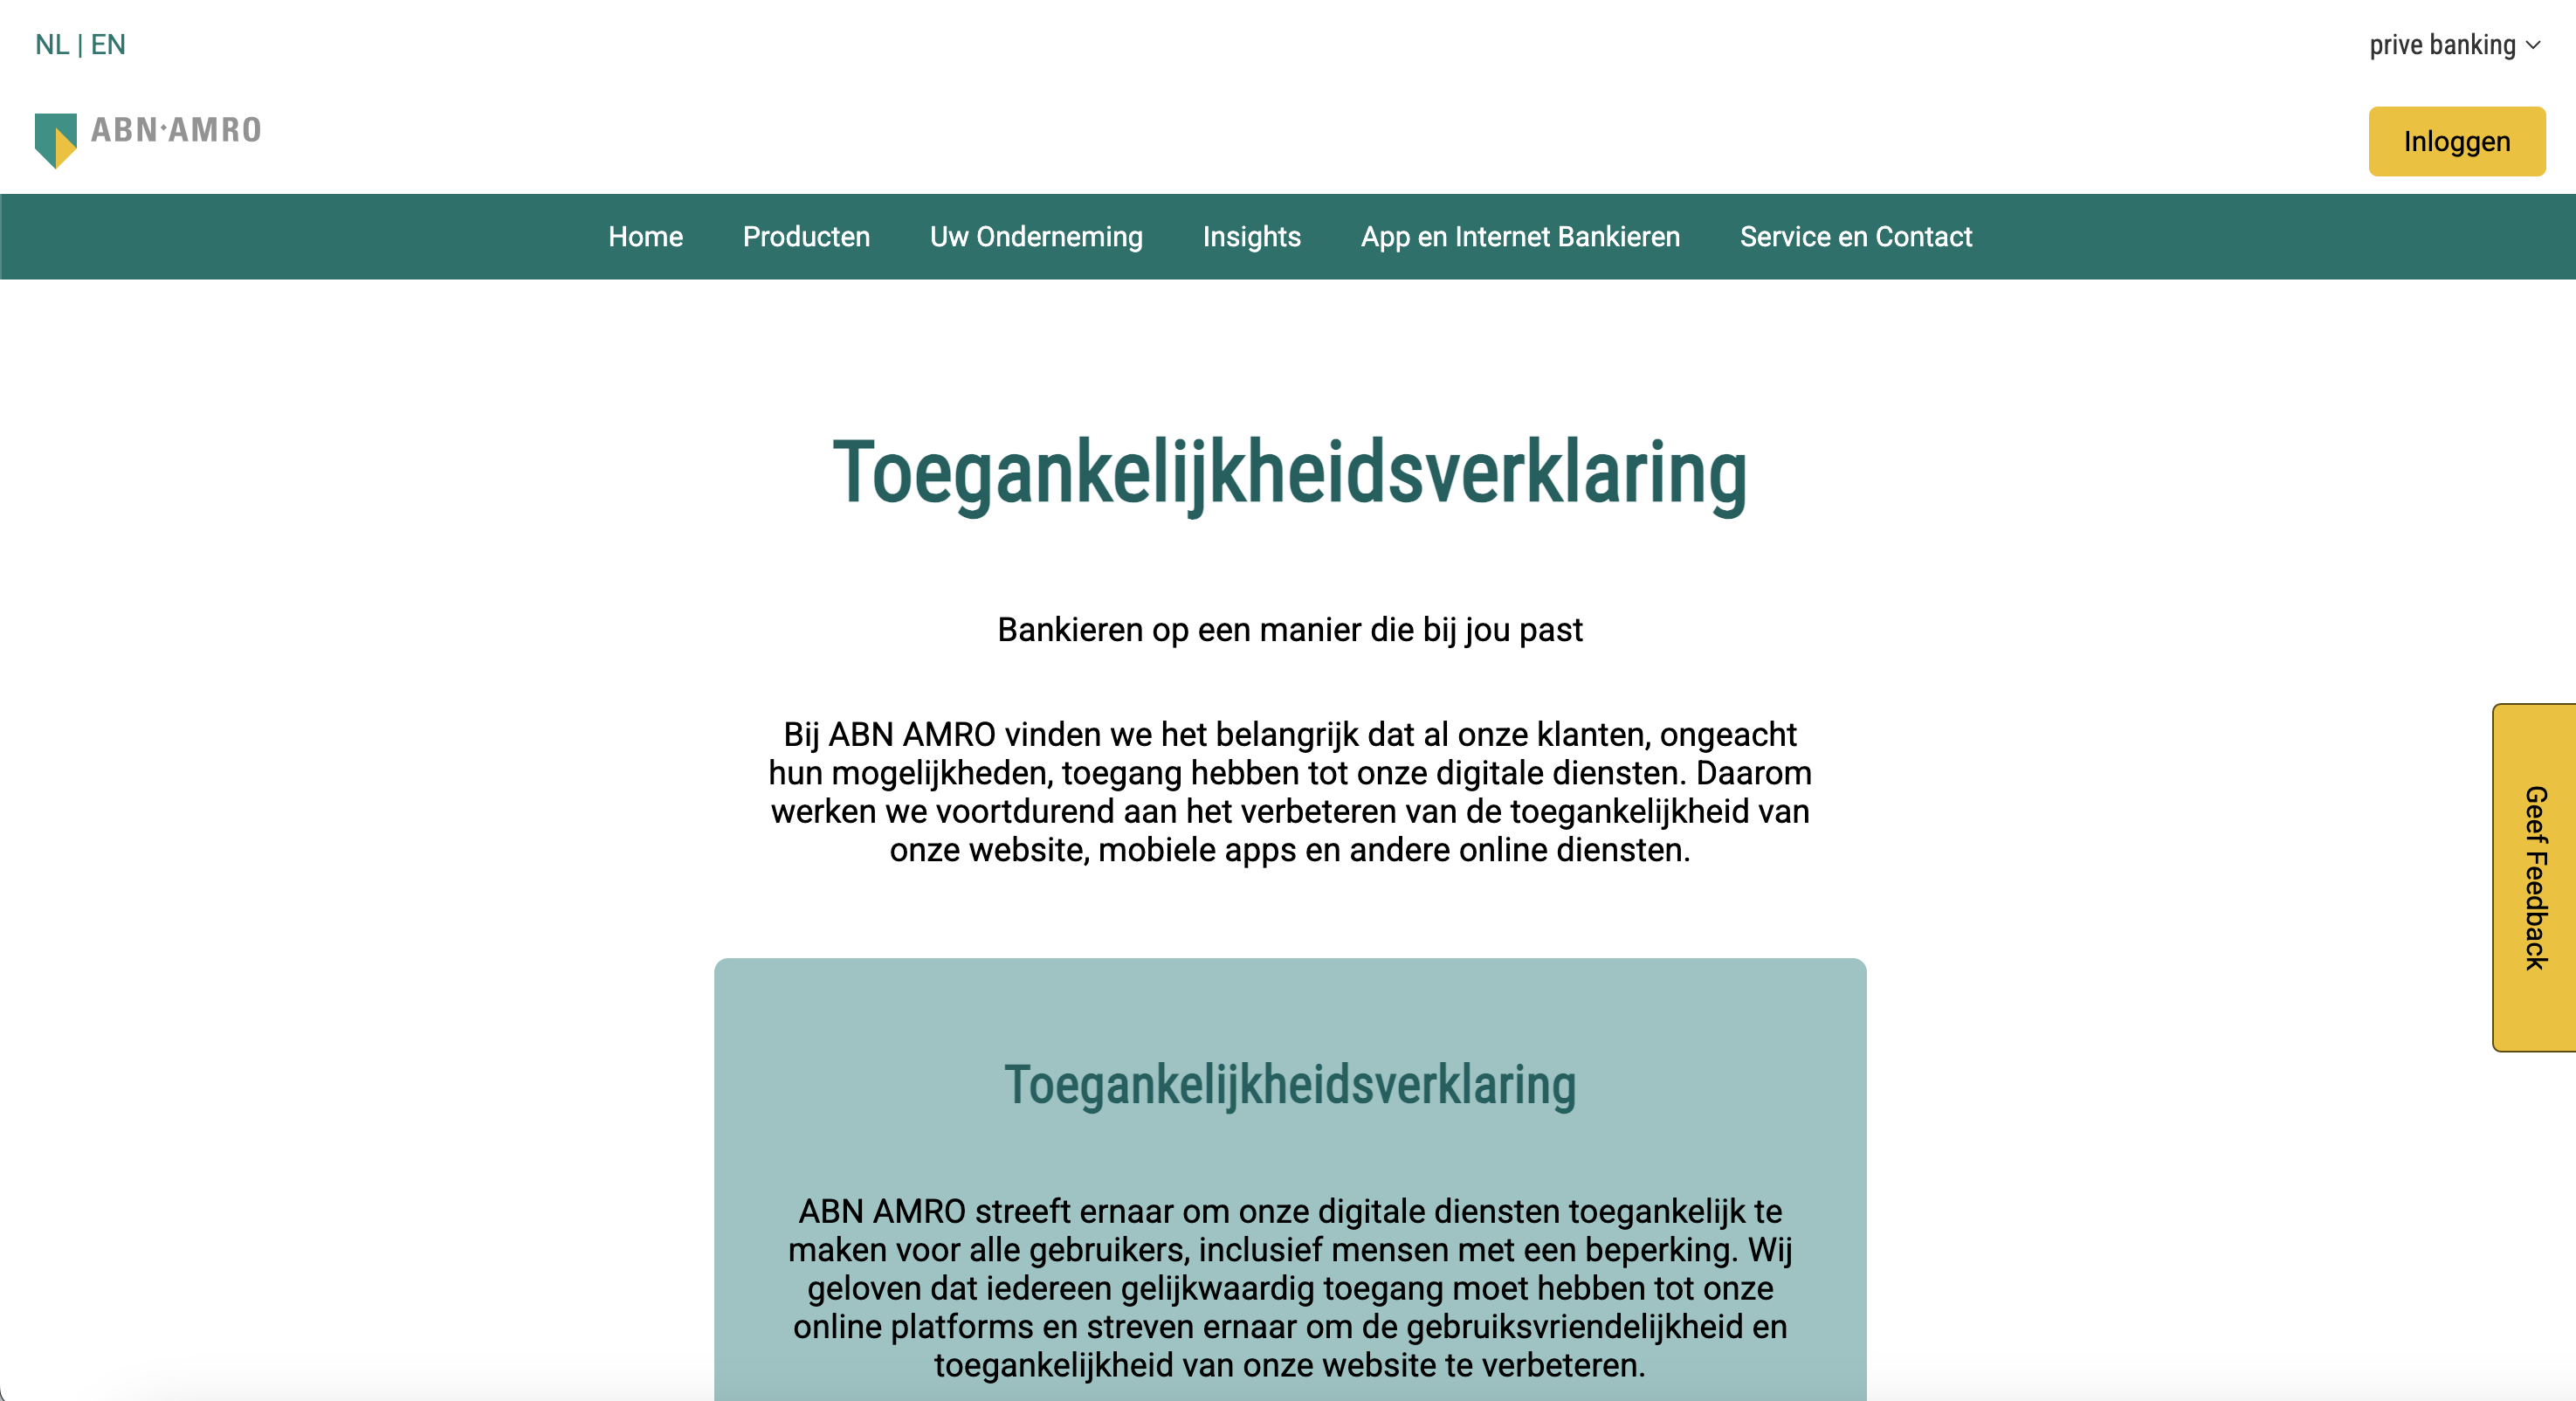 NL | EN
prive banking
ABN·AMRO
Inloggen
Home Producten Uw Onderneming Insights App en Internet Bankieren Service en Contact
Toegankelijkheidsverklaring
Bankieren op een manier die bij jou past
Bij ABN AMRO vinden we het belangrijk dat al onze klanten, ongeacht
hun mogelijkheden, toegang hebben tot onze digitale diensten. Daarom
werken we voortdurend aan het verbeteren van de toegankelijkheid van
onze website, mobiele apps en andere online diensten.
Geef Feedback
Toegankelijkheidsverklaring
ABN AMRO streeft ernaar om onze digitale diensten toegankelijk te
maken voor alle gebruikers, inclusief mensen met een beperking. Wij
geloven dat iedereen gelijkwaardig toegang moet hebben tot onze
online platforms en streven ernaar om de gebruiksvriendelijkheid en
toegankelijkheid van onze website te verbeteren.